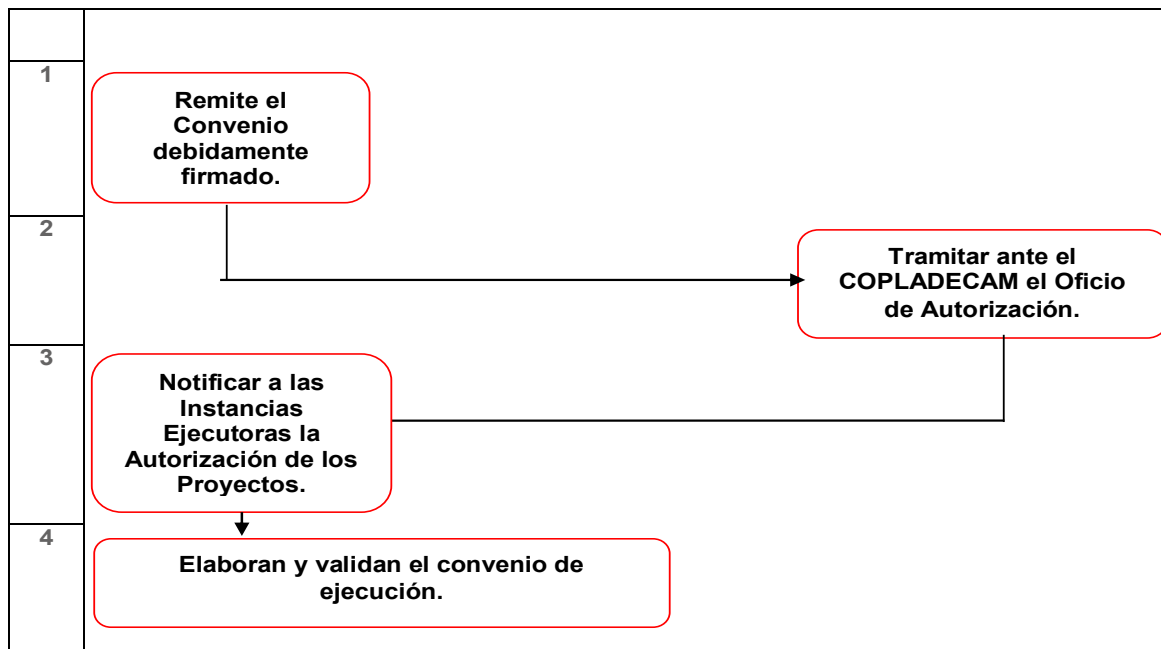 1
Remite el
Convenio
debidamente
firmado.
2
Tramitar ante el
COPLADECAM el Oficio
de Autorización.
3
Notificar a las
Instancias
Ejecutoras la
Autorización de los
Proyectos.
4
Elaboran y validan el convenio de
ejecución.